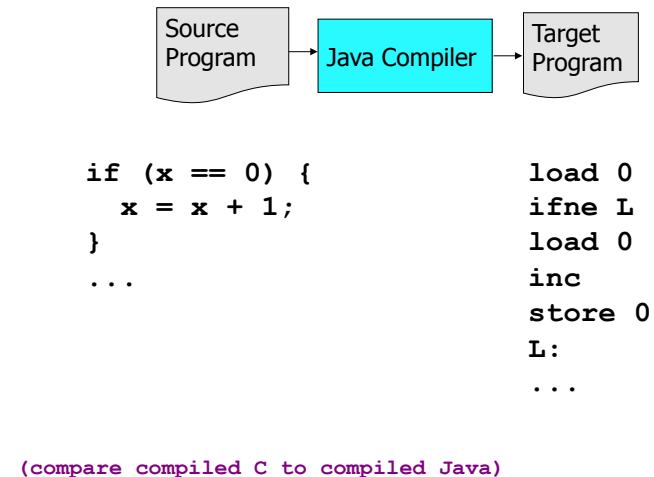 Source
Program
Java Compiler
Target
Program
if (x == 0) {
  x = x + 1;
}
...
load 0
ifne L
load 0
inc
store 0
L:
...
(compare compiled C to compiled Java)